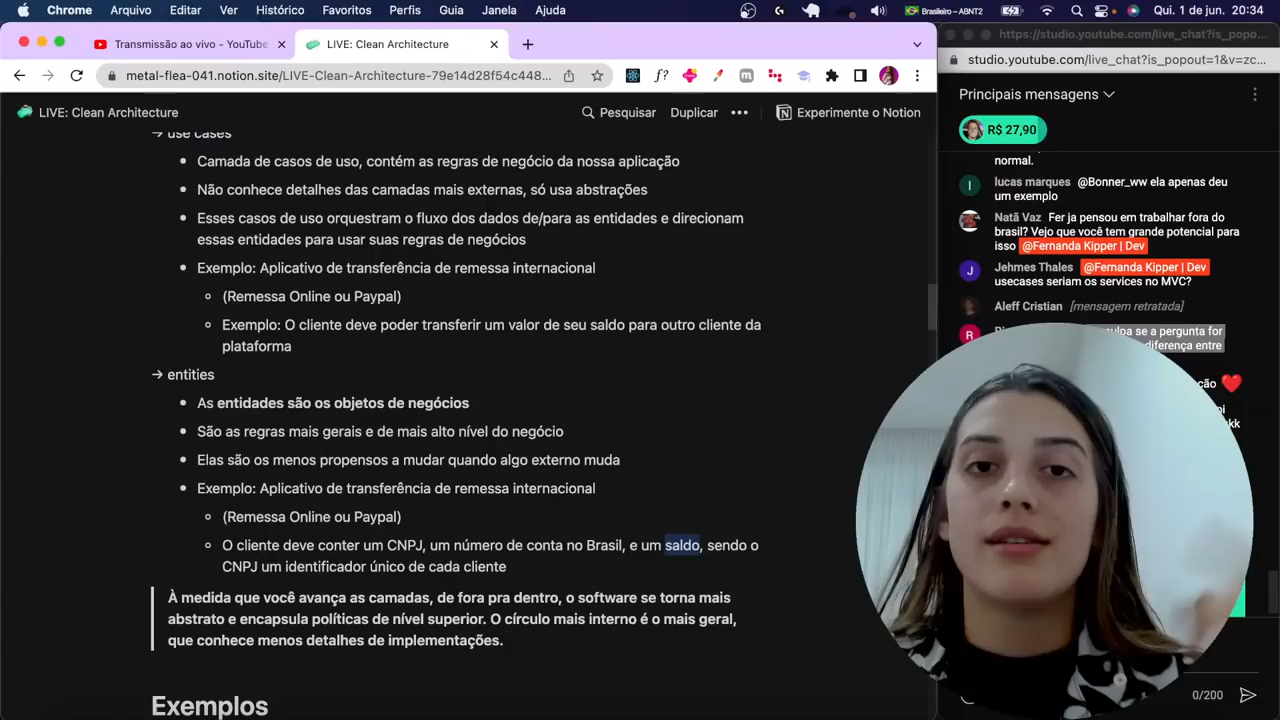 Chrome Arquivo Editar Ver Histórico Favoritos Perfis Guia Janela Ajuda Brasileiro – ABNT2 Qui. 1 de jun. 20:34
Transmissão ao vivo - YouTube
LIVE: Clean Architecture
https://studio.youtube.com/live_chat?is_popo...
metal-flea-041.notion.site/LIVE-Clean-Architecture-79e14d28f54c448...
studio.youtube.com/live_chat?is_popout=1&v=zc...
LIVE: Clean Architecture
Pesquisar Duplicar ••• Experimente o Notion
→ use cases
• Camada de casos de uso, contém as regras de negócio da nossa aplicação
• Não conhece detalhes das camadas mais externas, só usa abstrações
• Esses casos de uso orquestram o fluxo dos dados de/para as entidades e direcionam
essas entidades para usar suas regras de negócios
• Exemplo: Aplicativo de transferência de remessa internacional
◦ (Remessa Online ou Paypal)
◦ Exemplo: O cliente deve poder transferir um valor de seu saldo para outro cliente da
plataforma
→ entities
• As entidades são os objetos de negócios
• São as regras mais gerais e de mais alto nível do negócio
• Elas são os menos propensos a mudar quando algo externo muda
• Exemplo: Aplicativo de transferência de remessa internacional
◦ (Remessa Online ou Paypal)
◦ O cliente deve conter um CNPJ, um número de conta no Brasil, e um saldo, sendo o
CNPJ um identificador único de cada cliente
À medida que você avança as camadas, de fora pra dentro, o software se torna mais
abstrato e encapsula políticas de nível superior. O círculo mais interno é o mais geral,
que conhece menos detalhes de implementações.
Exemplos
Principais mensagens
R$ 27,90
normal.
I lucas marques @Bonner_ww ela apenas deu
um exemplo
Natã Vaz Fer ja pensou em trabalhar fora do
brasil? Vejo que você tem grande potencial para
isso @Fernanda Kipper | Dev
J Jehmes Thales @Fernanda Kipper | Dev
usecases seriam os services no MVC?
Aleff Cristian [mensagem retratada]
R se a pergunta for
diferença entre
0/200